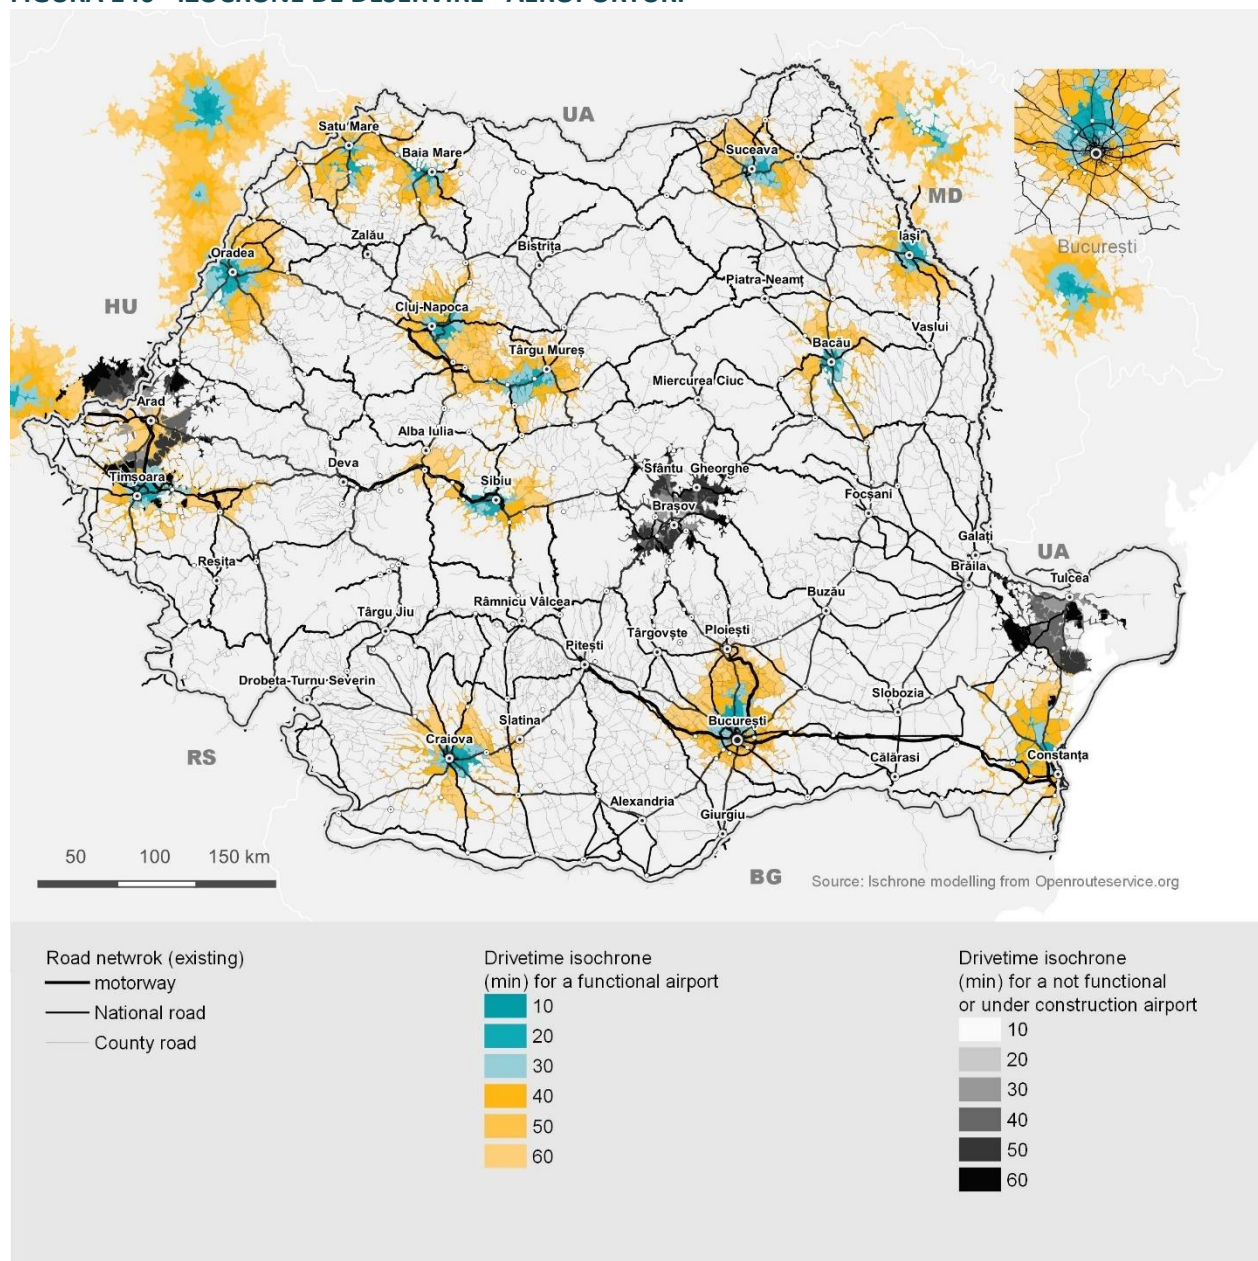 UA
Satu Mare
Baia Mare
Suceava
MD
Zalău
Bistrița
Iași
București
Oradea
Piatra-Neamț
HU
Cluj-Napoca
Târgu Mureș
Bacău
Vaslui
Miercurea Ciuc
Arad
Alba Iulia
Deva
Sibiu
Sfântu Gheorghe
Timșoara
Brașov
Focșani
Galați
UA
Reșița
Brăila
Tulcea
Târgu Jiu
Râmnicu Vâlcea
Buzău
Târgovște
Ploiești
Pitești
Drobeta-Turnu Severin
Slobozia
Slatina
București
Craiova
RS
Călărasi
Constanța
Alexandria
Giurgiu
50 100 150 km
BG
Source: Ischrone modelling from Openrouteservice.org
Road netwrok (existing)
motorway
National road
County road
Drivetime isochrone
(min) for a functional airport
10
20
30
40
50
60
Drivetime isochrone
(min) for a not functional
or under construction airport
10
20
30
40
50
60